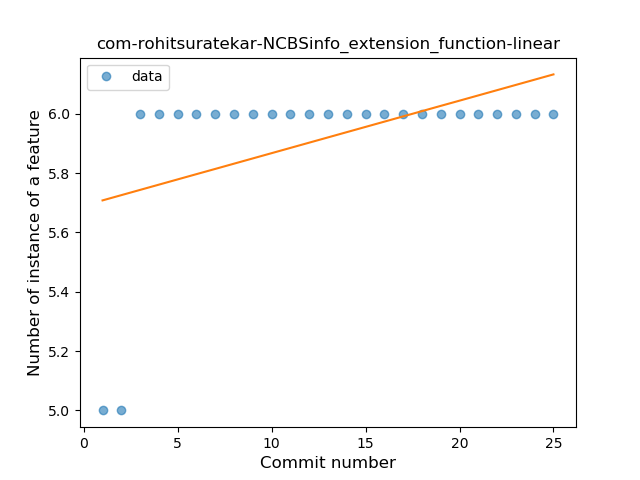 com-rohitsuratekar-NCBSinfo_extension_function-linear
data
Number of instance of a feature
6.0
5.8
5.6
5.4
5.2
5.0
0 5 10 15 20 25
Commit number